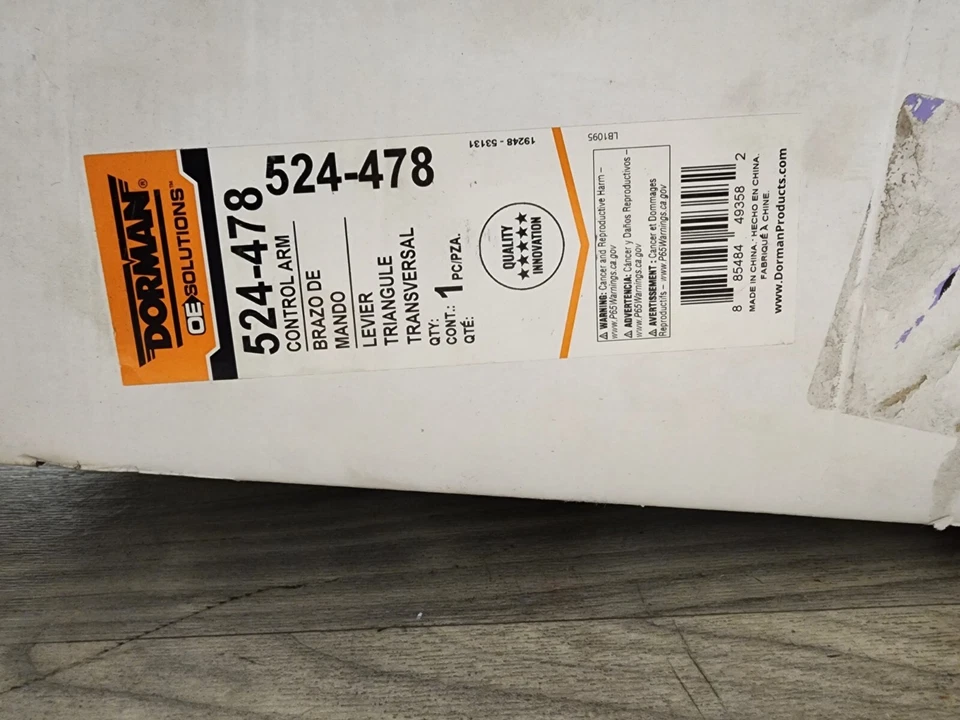 DORMAN®
OE SOLUTIONS™
524-478
524-478
CONTROL ARM
BRAZO DE
MANDO
LEVIER
TRIANGULE
TRANSVERSAL
QTY:
CONT.: 1 PC/PZA.
QTÉ:
19248 - 53131
QUALITY
INNOVATION
LB1095
WARNING: Cancer and Reproductive Harm –
www.P65Warnings.ca.gov
ADVERTENCIA: Cáncer y Daños Reproductivos –
www.P65Warnings.ca.gov
AVERTISSEMENT : Cancer et Dommages
Reproductifs – www.P65Warnings.ca.gov
8 85484 49358 2
MADE IN CHINA. HECHO EN CHINA.
FABRIQUÉ À CHINE.
www.DormanProducts.com